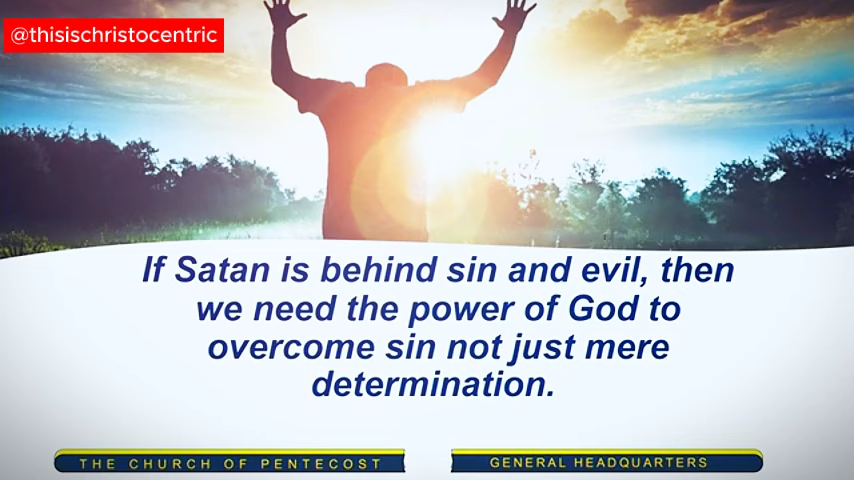 @thisischristocentric
If Satan is behind sin and evil, then
we need the power of God to
overcome sin not just mere
determination.
THE CHURCH OF PENTECOST
GENERAL HEADQUARTERS